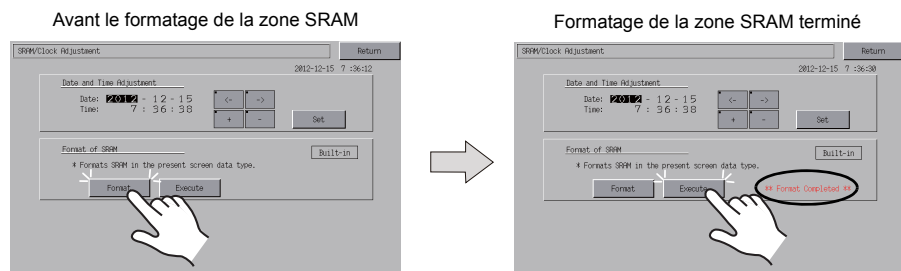 Avant le formatage de la zone SRAM
SRAM/Clock Adjustment
Return
2012-12-15 7 :36:12
Date and Time Adjustment
Date: 2012 - 12 - 15
Time: 7 : 36 : 38
<- ->
+ -
Set
Format of SRAM
Built-in
* Formats SRAM in the present screen data type.
Format Execute
Formatage de la zone SRAM terminé
SRAM/Clock Adjustment
Return
2012-12-15 7 :36:30
Date and Time Adjustment
Date: 2012 - 12 - 15
Time: 7 : 36 : 38
<- ->
+ -
Set
Format of SRAM
Built-in
* Formats SRAM in the present screen data type.
Format Execute ** Format Completed **